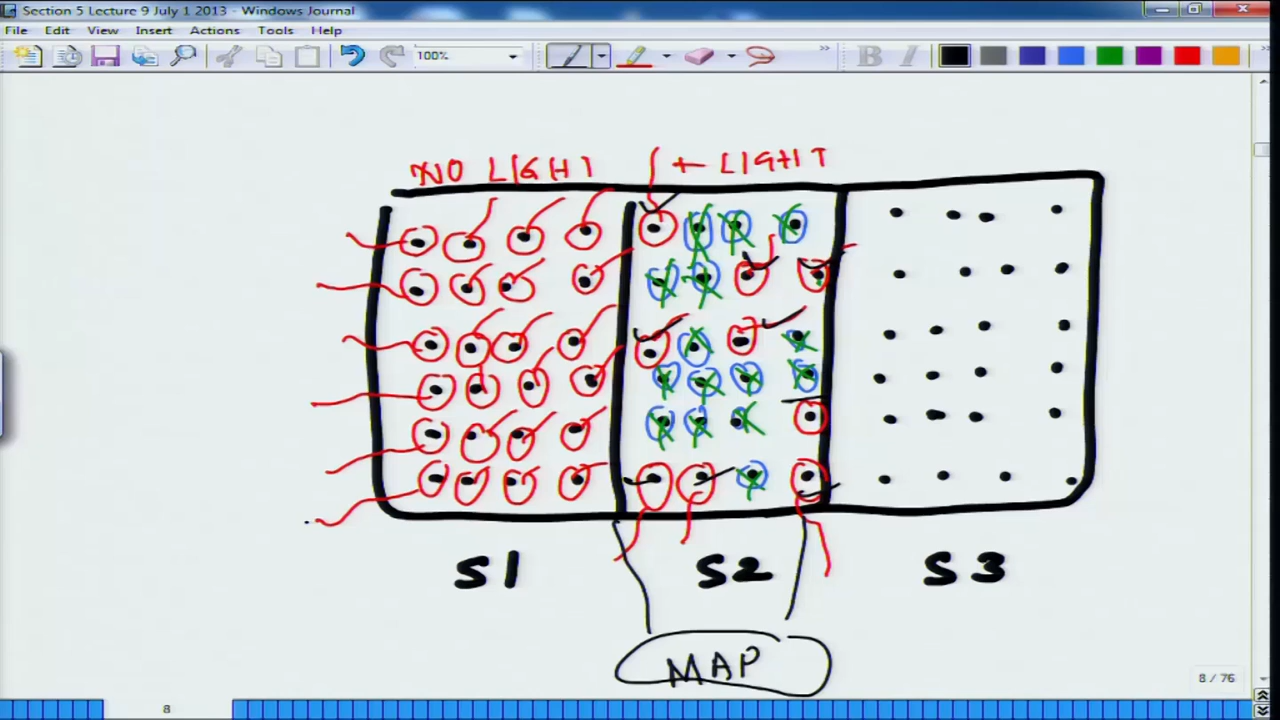 Section 5 Lecture 9 July 1 2013 - Windows Journal
File Edit View Insert Actions Tools Help
100%
B I
NO LIGHT + LIGHT
S1 S2 S3
MAP
8 / 76
8